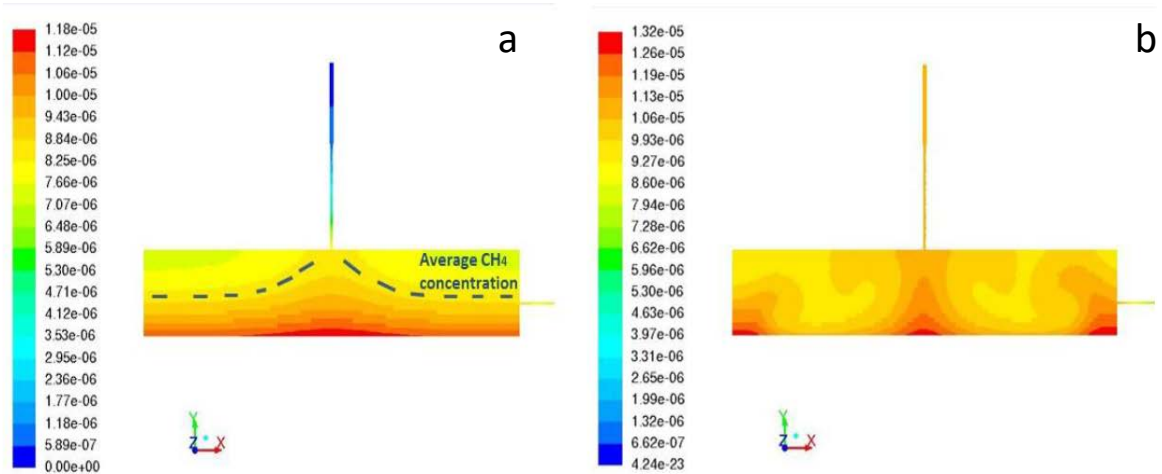 a
1.18e-05
1.12e-05
1.06e-05
1.00e-05
9.43e-06
8.84e-06
8.25e-06
7.66e-06
7.07e-06
6.48e-06
5.89e-06
5.30e-06
4.71e-06
4.12e-06
3.53e-06
2.95e-06
2.36e-06
1.77e-06
1.18e-06
5.89e-07
0.00e+00
Average CH₄
concentration
Y
Z X
b
1.32e-05
1.26e-05
1.19e-05
1.13e-05
1.06e-05
9.93e-06
9.27e-06
8.60e-06
7.94e-06
7.28e-06
6.62e-06
5.96e-06
5.30e-06
4.63e-06
3.97e-06
3.31e-06
2.65e-06
1.99e-06
1.32e-06
6.62e-07
4.24e-23
Y
Z X